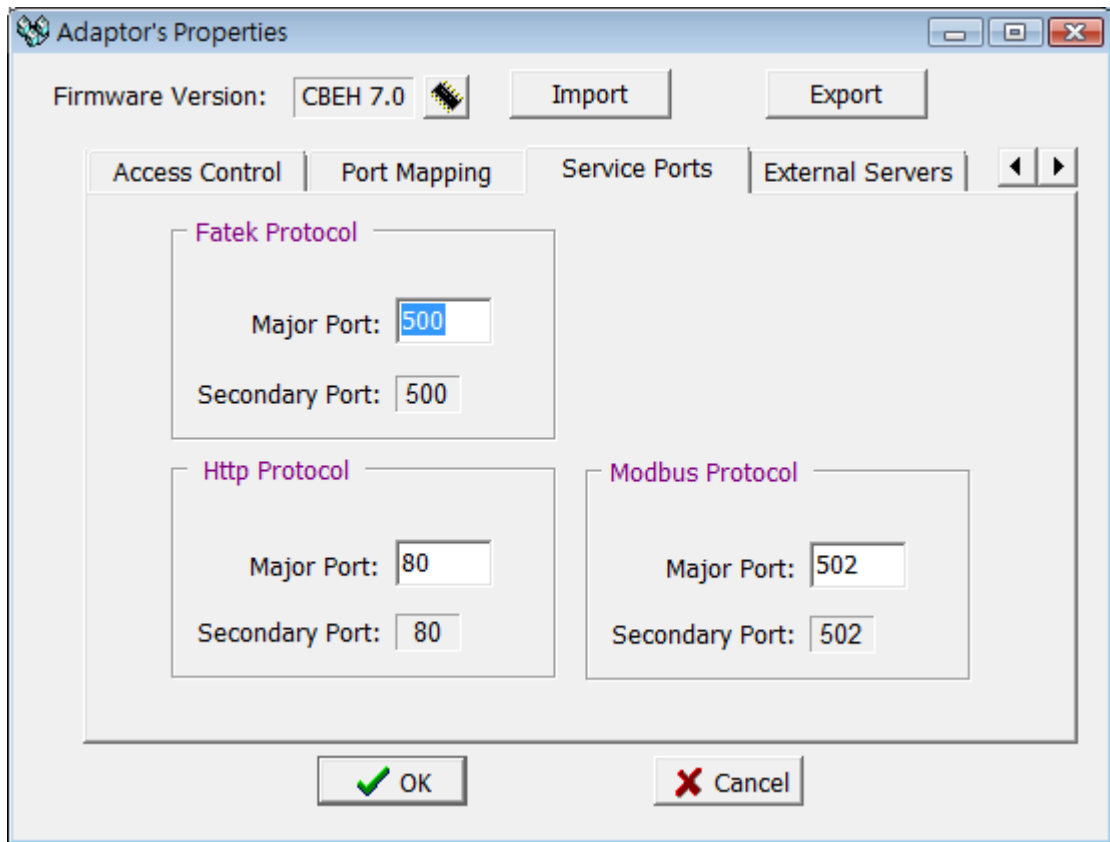 Adaptor's Properties
Firmware Version: CBEH 7.0 Import Export
Access Control Port Mapping Service Ports External Servers
Fatek Protocol
Major Port: 500
Secondary Port: 500
Http Protocol
Major Port: 80
Secondary Port: 80
Modbus Protocol
Major Port: 502
Secondary Port: 502
OK Cancel